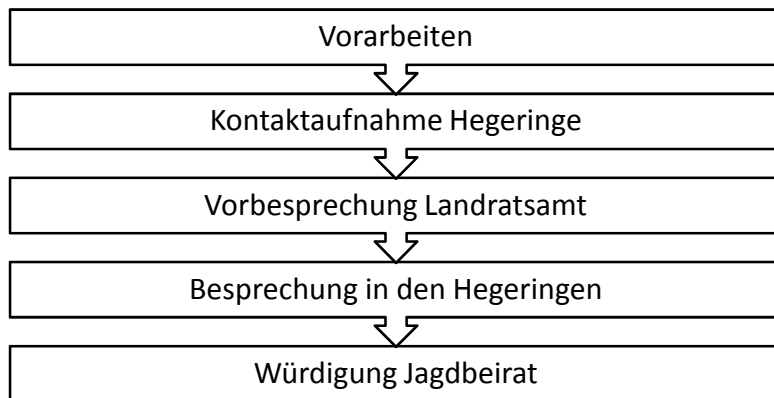 Vorarbeiten
Kontaktaufnahme Hegeringe
Vorbesprechung Landratsamt
Besprechung in den Hegeringen
Würdigung Jagdbeirat